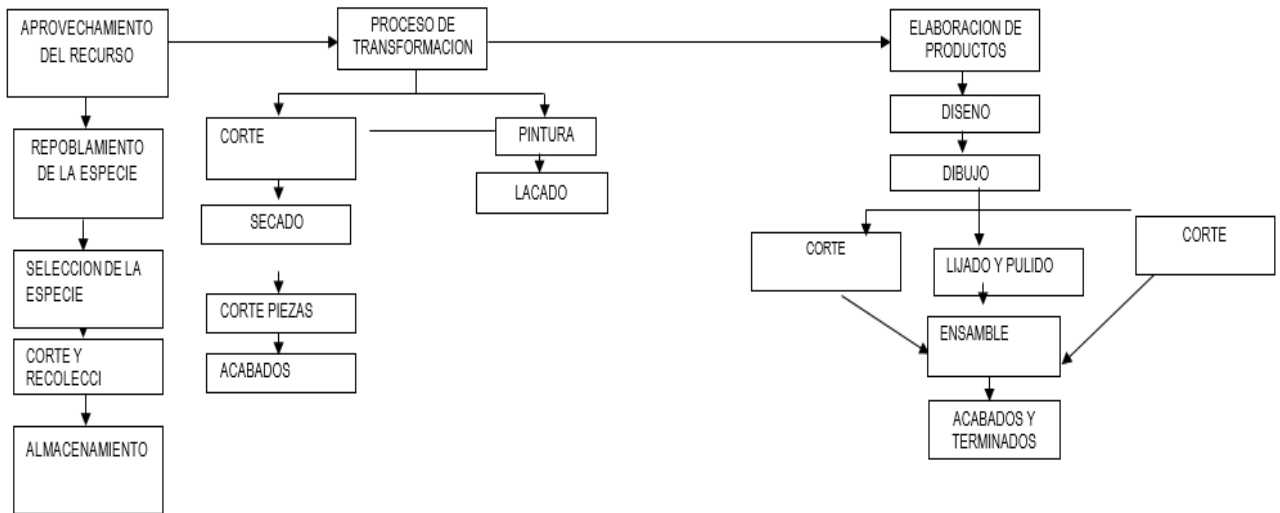 APROVECHAMIENTO
DEL RECURSO
REPOBLAMIENTO
DE LA ESPECIE
SELECCION DE LA
ESPECIE
CORTE Y
RECOLECCI
ALMACENAMIENTO
PROCESO DE
TRANSFORMACION
CORTE
SECADO
CORTE PIEZAS
ACABADOS
PINTURA
LACADO
ELABORACION DE
PRODUCTOS
DISENO
DIBUJO
CORTE
LIJADO Y PULIDO
CORTE
ENSAMBLE
ACABADOS Y
TERMINADOS